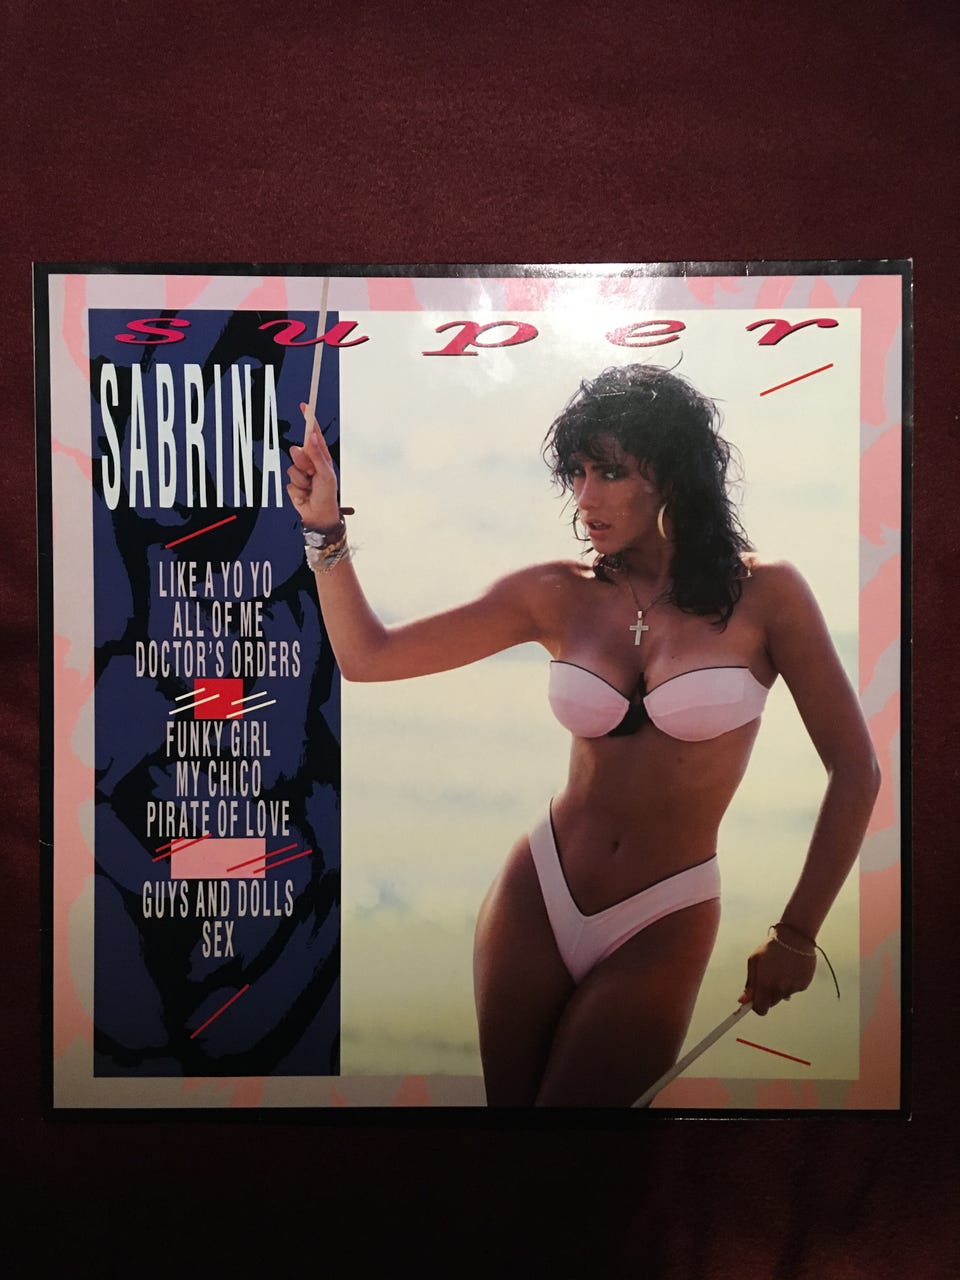 super
SABRINA
LIKE A YO YO
ALL OF ME
DOCTOR'S ORDERS
FUNKY GIRL
MY CHICO
PIRATE OF LOVE
GUYS AND DOLLS
SEX